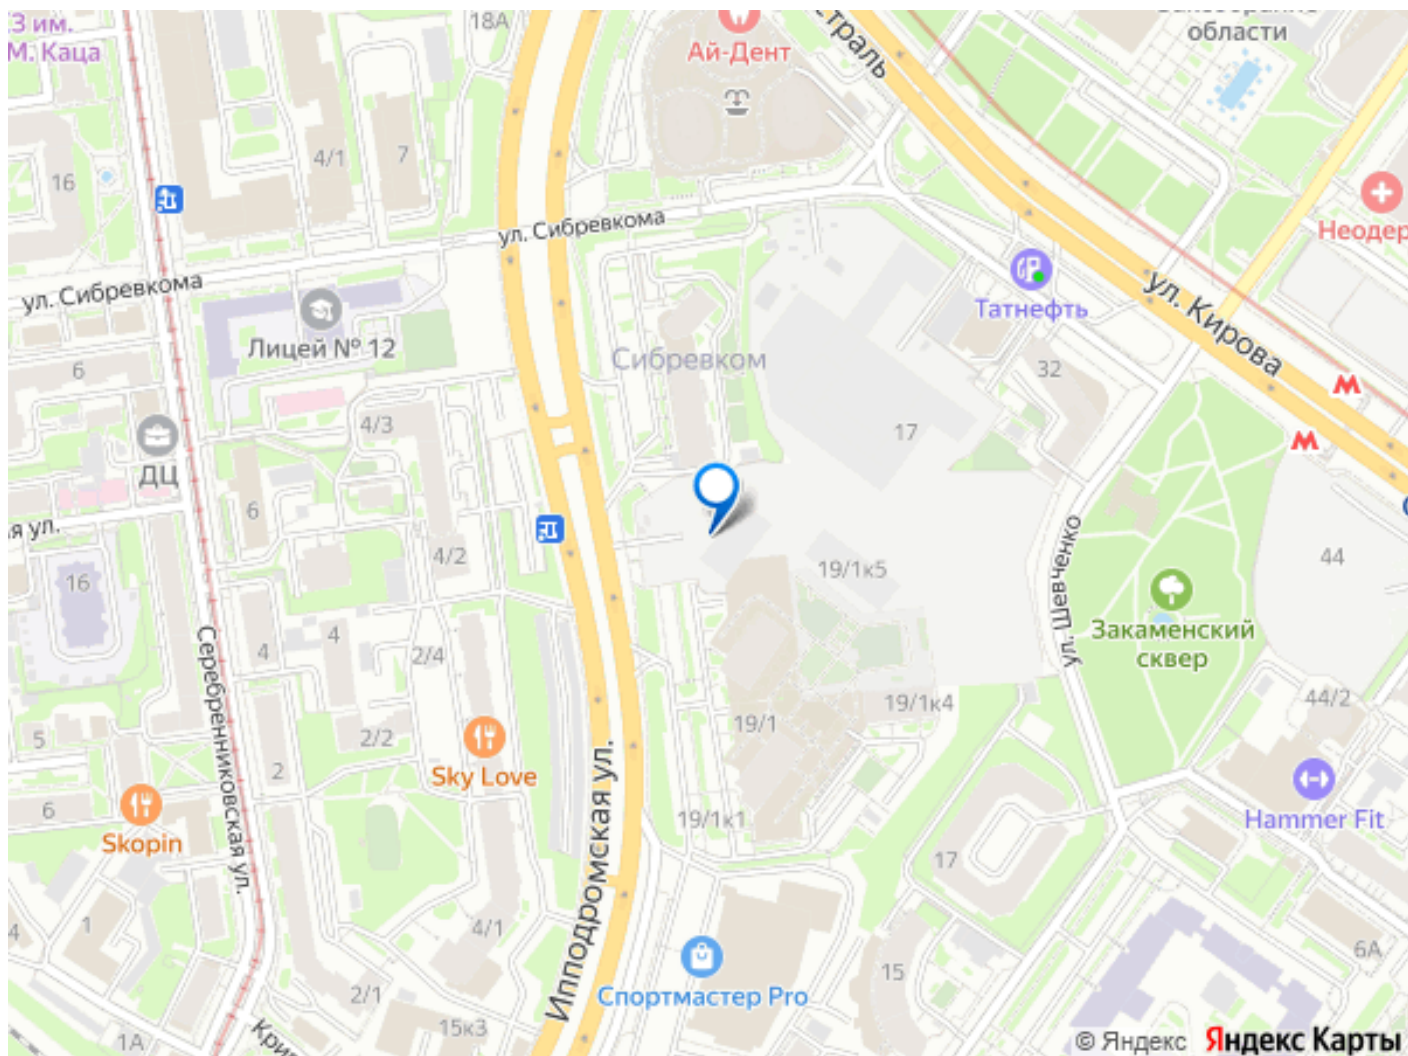 18А
З им.
М. Каца
Ай-Дент
страль
области
4/1
7
16
ул. Сибревкома
Неодер
ул. Сибревкома
Татнефть
ул. Кирова
Лицей № 12
Сибревком
32
6
4/3
17
ДЦ
6
ая ул.
4/2
19/1к5
44
ул. Шевченко
16
Закаменский
сквер
4
4
2/4
Серебренниковская ул.
19/1к4
44/2
19/1
5
2/2
2
Sky Love
Ипподромская ул.
6
Skopin
19/1к1
Hammer Fit
17
4
1
4/1
6А
15
2/1
Спортмастер Pro
15к3
1А
Кри
© Яндекс Яндекс Карты